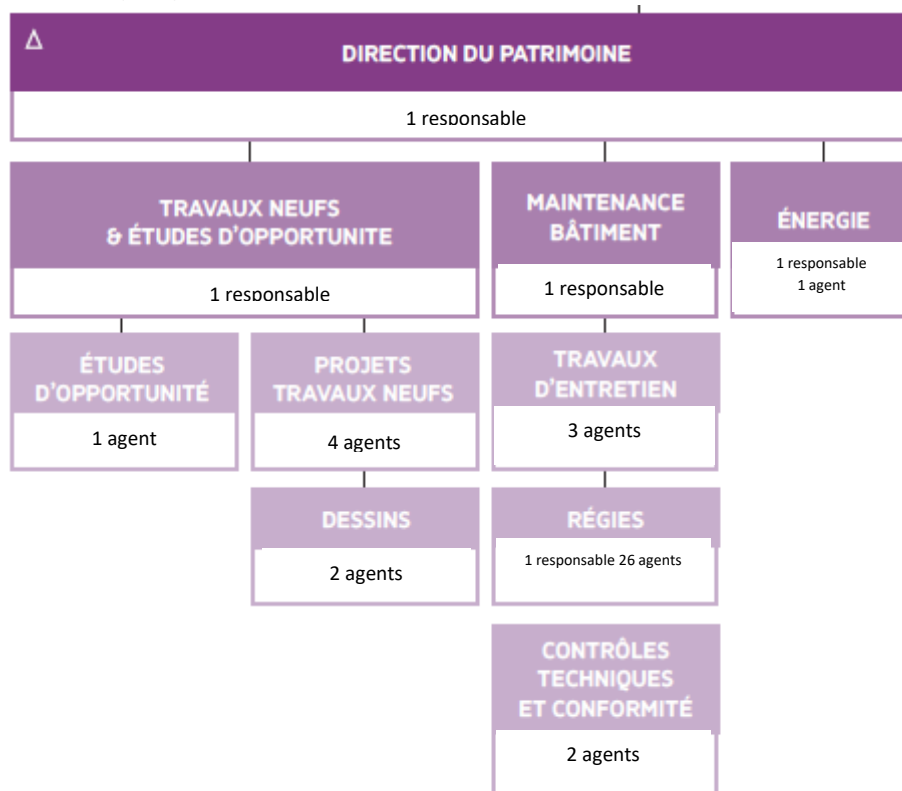 Δ
DIRECTION DU PATRIMOINE
1 responsable
TRAVAUX NEUFS
& ÉTUDES D'OPPORTUNITE
1 responsable
MAINTENANCE
BÂTIMENT
1 responsable
ÉNERGIE
1 responsable
1 agent
ÉTUDES
D'OPPORTUNITÉ
1 agent
PROJETS
TRAVAUX NEUFS
4 agents
TRAVAUX
D'ENTRETIEN
3 agents
DESSINS
2 agents
RÉGIES
1 responsable 26 agents
CONTRÔLES
TECHNIQUES
ET CONFORMITÉ
2 agents